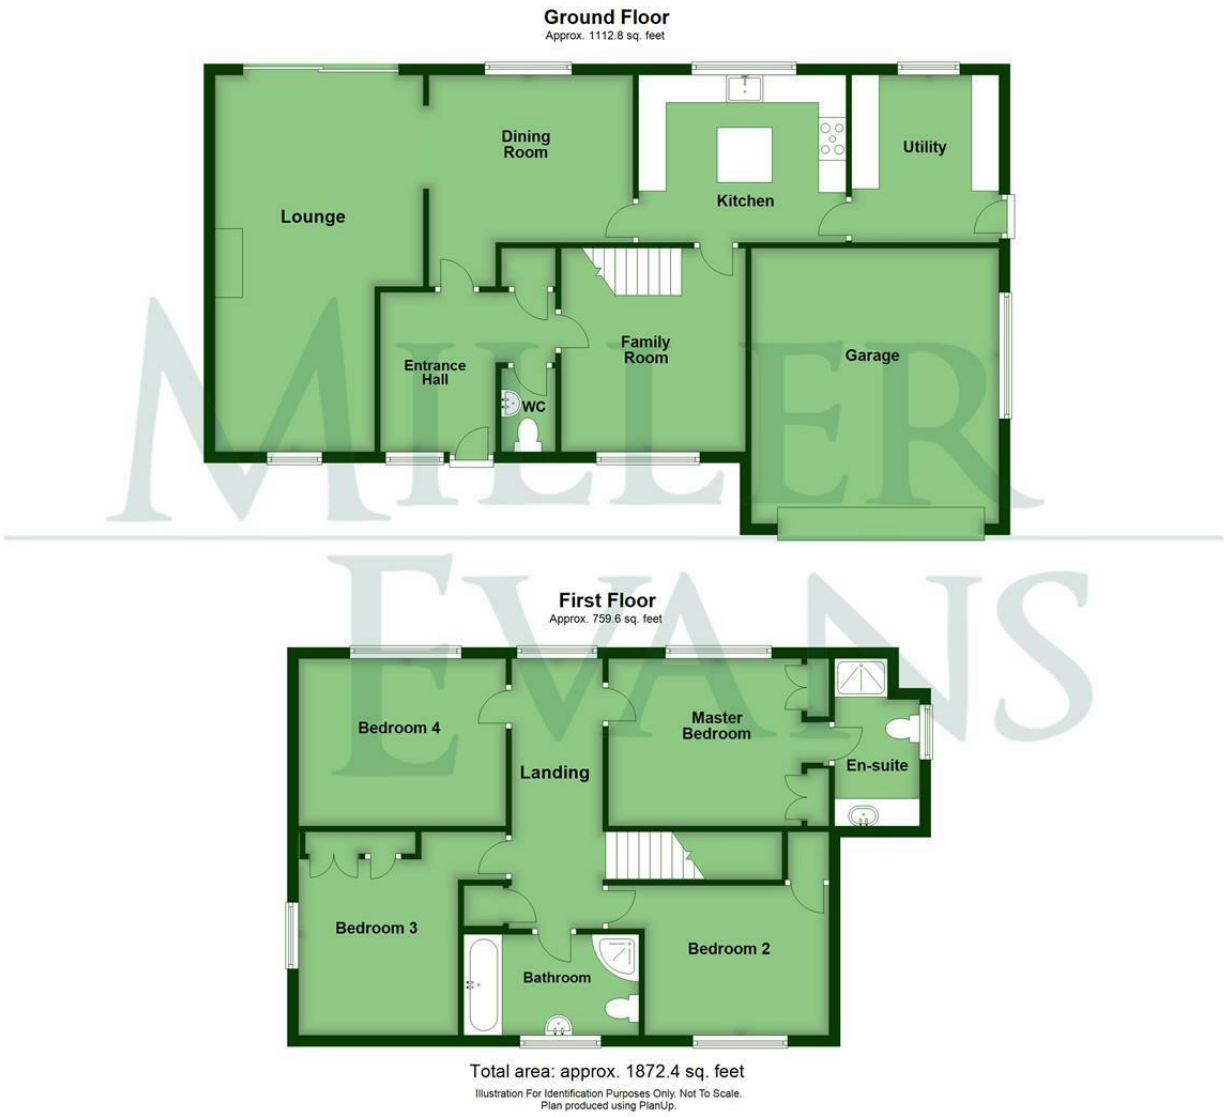 Ground Floor
Approx. 1112.8 sq. feet
Dining
Room
Utility
Kitchen
Lounge
Family
Room
Garage
Entrance
Hall
WC
MILLER
EVANS
First Floor
Approx. 759.6 sq. feet
Bedroom 4
Master
Bedroom
En-suite
Landing
Bedroom 3
Bedroom 2
Bathroom
Total area: approx. 1872.4 sq. feet
Illustration For Identification Purposes Only. Not To Scale.
Plan produced using PlanUp.